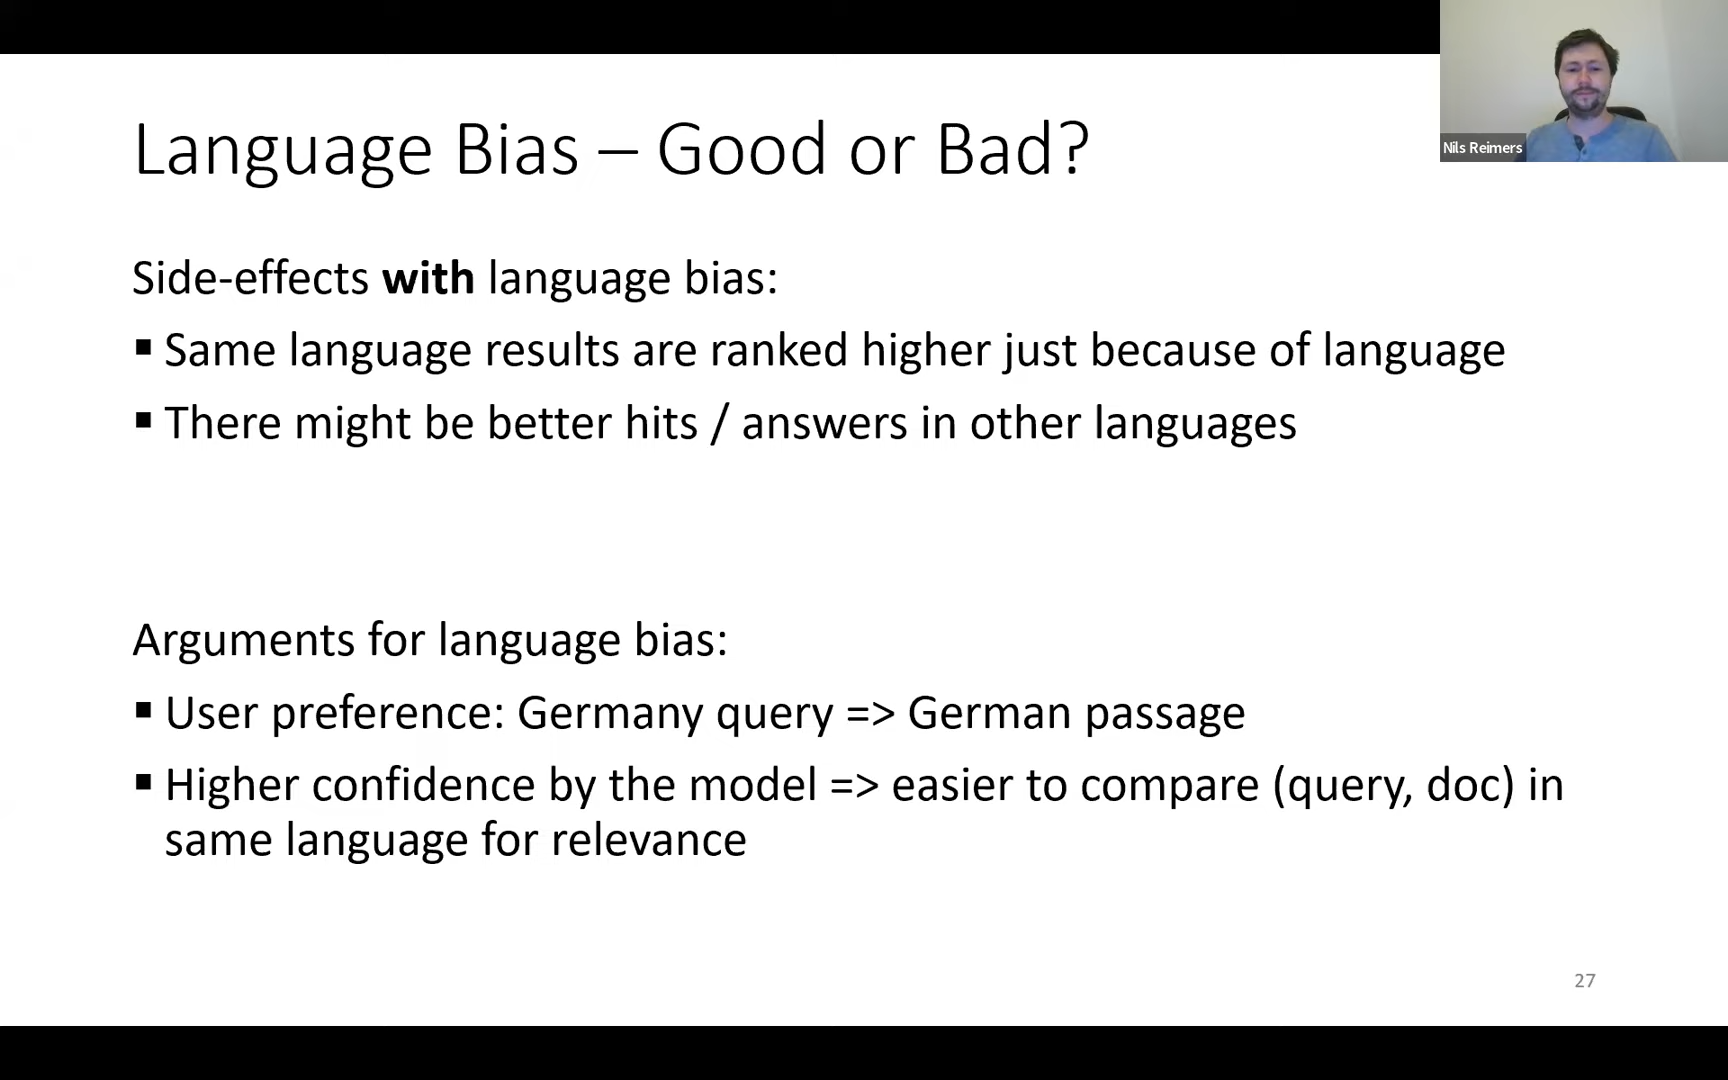 Language Bias – Good or Bad?
Nils Reimers
Side-effects with language bias:
▪ Same language results are ranked higher just because of language
▪ There might be better hits / answers in other languages
Arguments for language bias:
▪ User preference: Germany query => German passage
▪ Higher confidence by the model => easier to compare (query, doc) in
same language for relevance
27